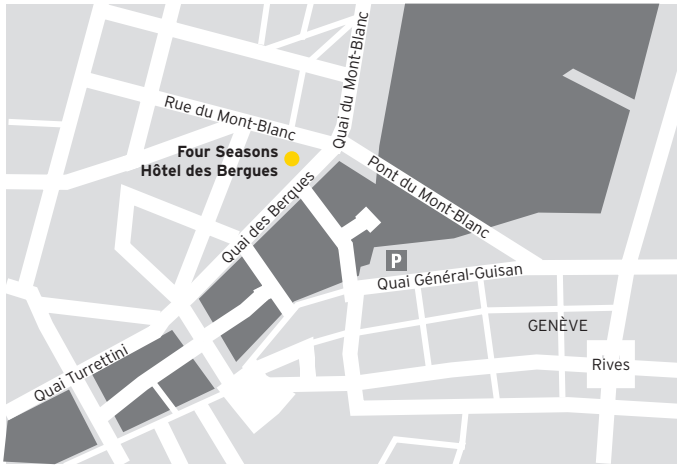 Quai du Mont-Blanc
Rue du Mont-Blanc
Four Seasons
Hôtel des Bergues
Pont du Mont-Blanc
Quai des Berques
P
Quai Général-Guisan
GENÈVE
Quai Turrettini
Rives